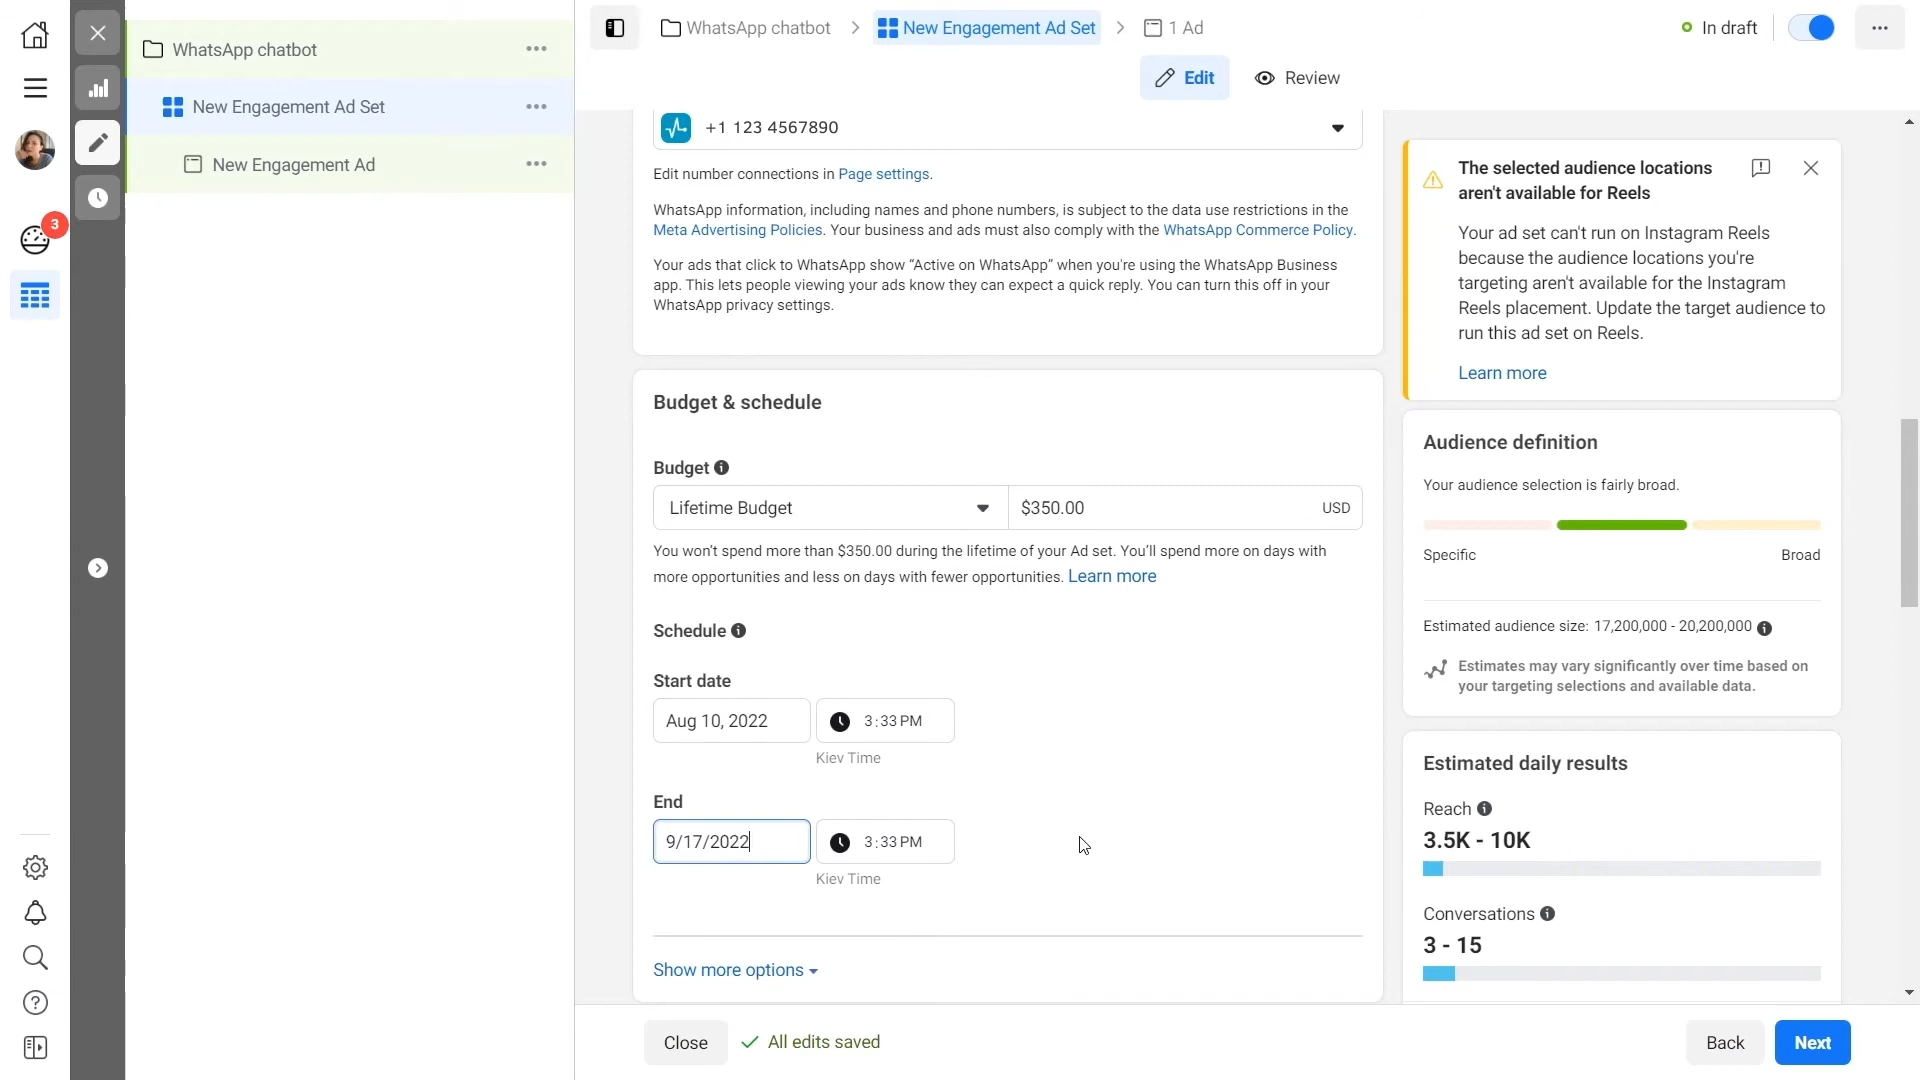 WhatsApp chatbot
New Engagement Ad Set
New Engagement Ad
3
WhatsApp chatbot
New Engagement Ad Set
1 Ad
In draft
Edit
Review
+1 123 4567890
Edit number connections in Page settings.
WhatsApp information, including names and phone numbers, is subject to the data use restrictions in the
Meta Advertising Policies. Your business and ads must also comply with the WhatsApp Commerce Policy.
Your ads that click to WhatsApp show “Active on WhatsApp” when you're using the WhatsApp Business
app. This lets people viewing your ads know they can expect a quick reply. You can turn this off in your
WhatsApp privacy settings.
Budget & schedule
Budget
Lifetime Budget
$350.00
USD
You won’t spend more than $350.00 during the lifetime of your Ad set. You’ll spend more on days with
more opportunities and less on days with fewer opportunities. Learn more
Schedule
Start date
Aug 10, 2022
3:33 PM
Kiev Time
End
9/17/2022
3:33 PM
Kiev Time
Show more options
Close
All edits saved
Back
Next
The selected audience locations
aren't available for Reels
Your ad set can't run on Instagram Reels
because the audience locations you're
targeting aren't available for the Instagram
Reels placement. Update the target audience to
run this ad set on Reels.
Learn more
Audience definition
Your audience selection is fairly broad.
Specific
Broad
Estimated audience size: 17,200,000 - 20,200,000
Estimates may vary significantly over time based on
your targeting selections and available data.
Estimated daily results
Reach
3.5K - 10K
Conversations
3 - 15